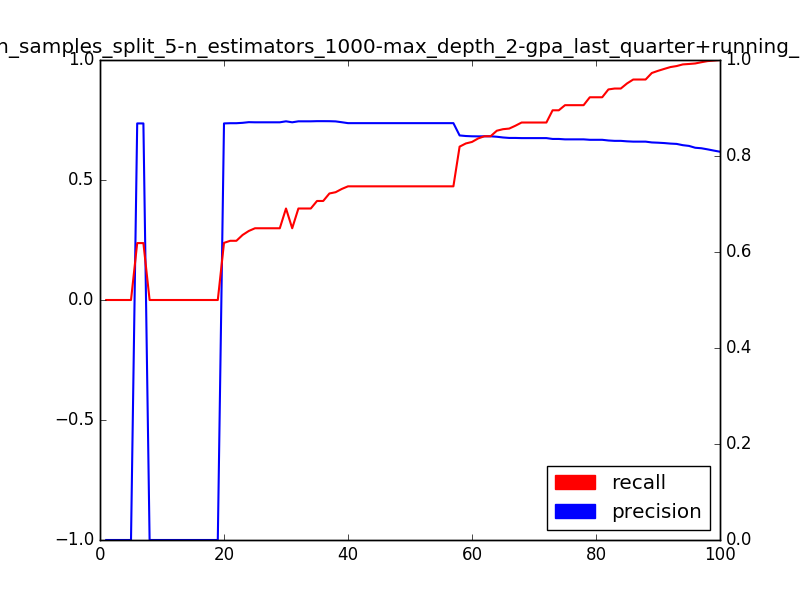 n_samples_split_5-n_estimators_1000-max_depth_2-gpa_last_quarter+running_
1.0
0.5
0.0
−0.5
−1.0
1.0
0.8
0.6
0.4
0.2
0.0
recall
precision
0 20 40 60 80 100